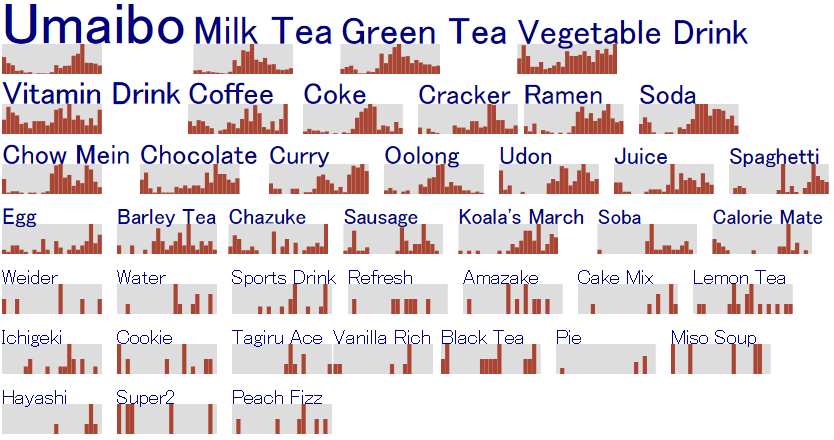 Umaibo Milk Tea Green Tea Vegetable Drink
Vitamin Drink Coffee Coke Cracker Ramen Soda
Chow Mein Chocolate Curry Oolong Udon Juice Spaghetti
Egg Barley Tea Chazuke Sausage Koala's March Soba Calorie Mate
Weider Water Sports Drink Refresh Amazake Cake Mix Lemon Tea
Ichigeki Cookie Tagiru Ace Vanilla Rich Black Tea Pie Miso Soup
Hayashi Super2 Peach Fizz